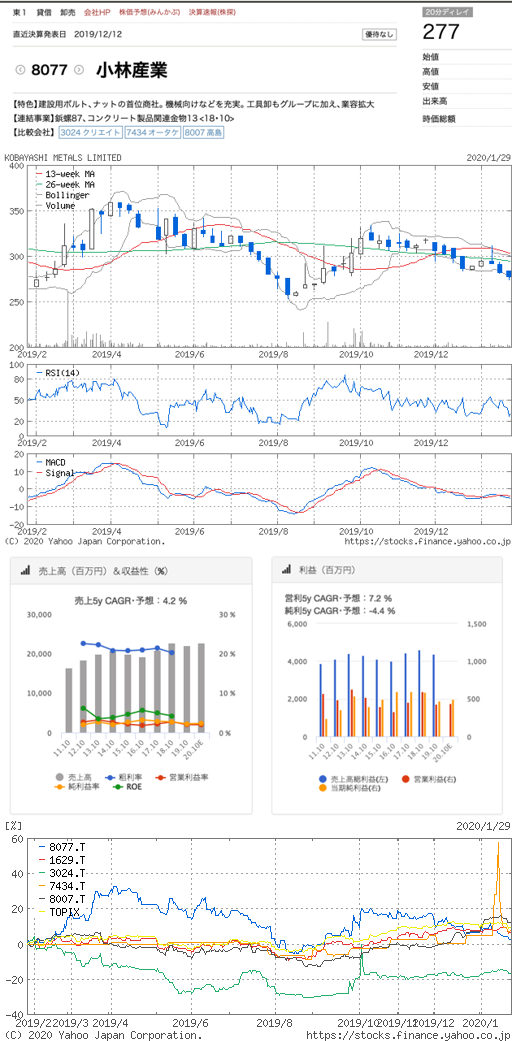 東1 貸借 卸売 会社HP 株価予想(みんかぶ) 決算速報(株探)
20分ディレイ
直近決算発表日 2019/12/12
優待なし
277
8077 小林産業
始値
高値
安値
出来高
時価総額
【特色】建設用ボルト、ナットの首位商社。機械向けなどを充実。工具卸もグループに加え、業容拡大
【連結事業】鋲螺87、コンクリート製品関連金物13<18・10>
【比較会社】 3024 クリエイト 7434 オータケ 8007 高島
KOBAYASHI METALS LIMITED 2020/1/29
400
13-week MA
26-week MA
Bollinger
Volume
350
300
250
200
2019/2 2019/4 2019/6 2019/8 2019/10 2019/12
100
RSI(14)
80
50
20
0
2019/2 2019/4 2019/6 2019/8 2019/10 2019/12
20
MACD
Signal
10
0
-10
-20
2019/2 2019/4 2019/6 2019/8 2019/10 2019/12
(C) 2020 Yahoo Japan Corporation. https://stocks.finance.yahoo.co.jp
売上高（百万円）＆収益性（%）
売上5y CAGR・予想：4.2 %
30,000 30 %
20,000 20 %
10,000 10 %
0 0 %
11.10 12.10 13.10 14.10 15.10 16.10 17.10 18.10 19.10 20.10E
売上高 粗利率 営業利益率
純利益率 ROE
利益（百万円）
営利5y CAGR・予想：7.2 %
純利5y CAGR・予想：-4.4 %
6,000 1,500
4,000 1,000
2,000 500
0 0
11.10 12.10 13.10 14.10 15.10 16.10 17.10 18.10 19.10 20.10E
売上高総利益(左) 営業利益(右)
当期純利益(右)
[%] 2020/1/29
60
8077.T
1629.T
3024.T
7434.T
8007.T
TOPIX
40
20
0
-20
-40
2019/2 2019/3 2019/4 2019/6 2019/8 2019/10 2019/11 2019/12 2020/1
(C) 2020 Yahoo Japan Corporation. https://stocks.finance.yahoo.co.jp